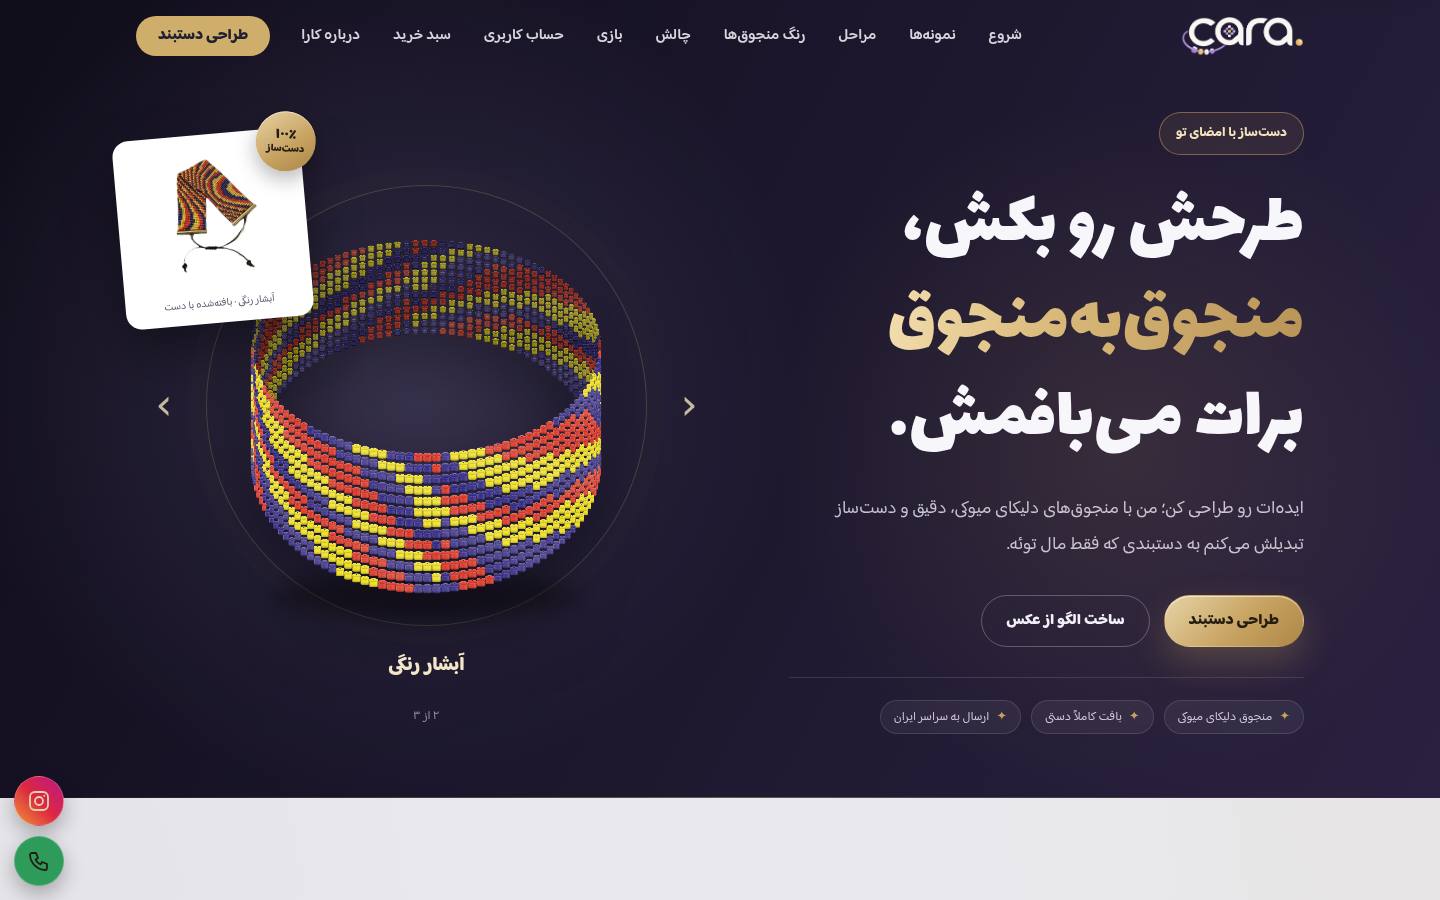 cara.
شروع
نمونه‌ها
مراحل
رنگ منجوق‌ها
چالش
بازی
حساب کاربری
سبد خرید
درباره کارا
طراحی دستبند
دست‌ساز با امضای تو
طرحش رو بکش،
منجوق‌به‌منجوق
برات می‌بافمش.
ایده‌ات رو طراحی کن؛ من با منجوق‌های دلیکای میوکی، دقیق و دست‌ساز
تبدیلش می‌کنم به دستبندی که فقط مال توئه.
طراحی دستبند
ساخت الگو از عکس
منجوق دلیکای میوکی
بافت کاملاً دستی
ارسال به سراسر ایران
۱۰۰٪
دست‌ساز
آبشار رنگی · بافته‌شده با دست
آبشار رنگی
۲ از ۳